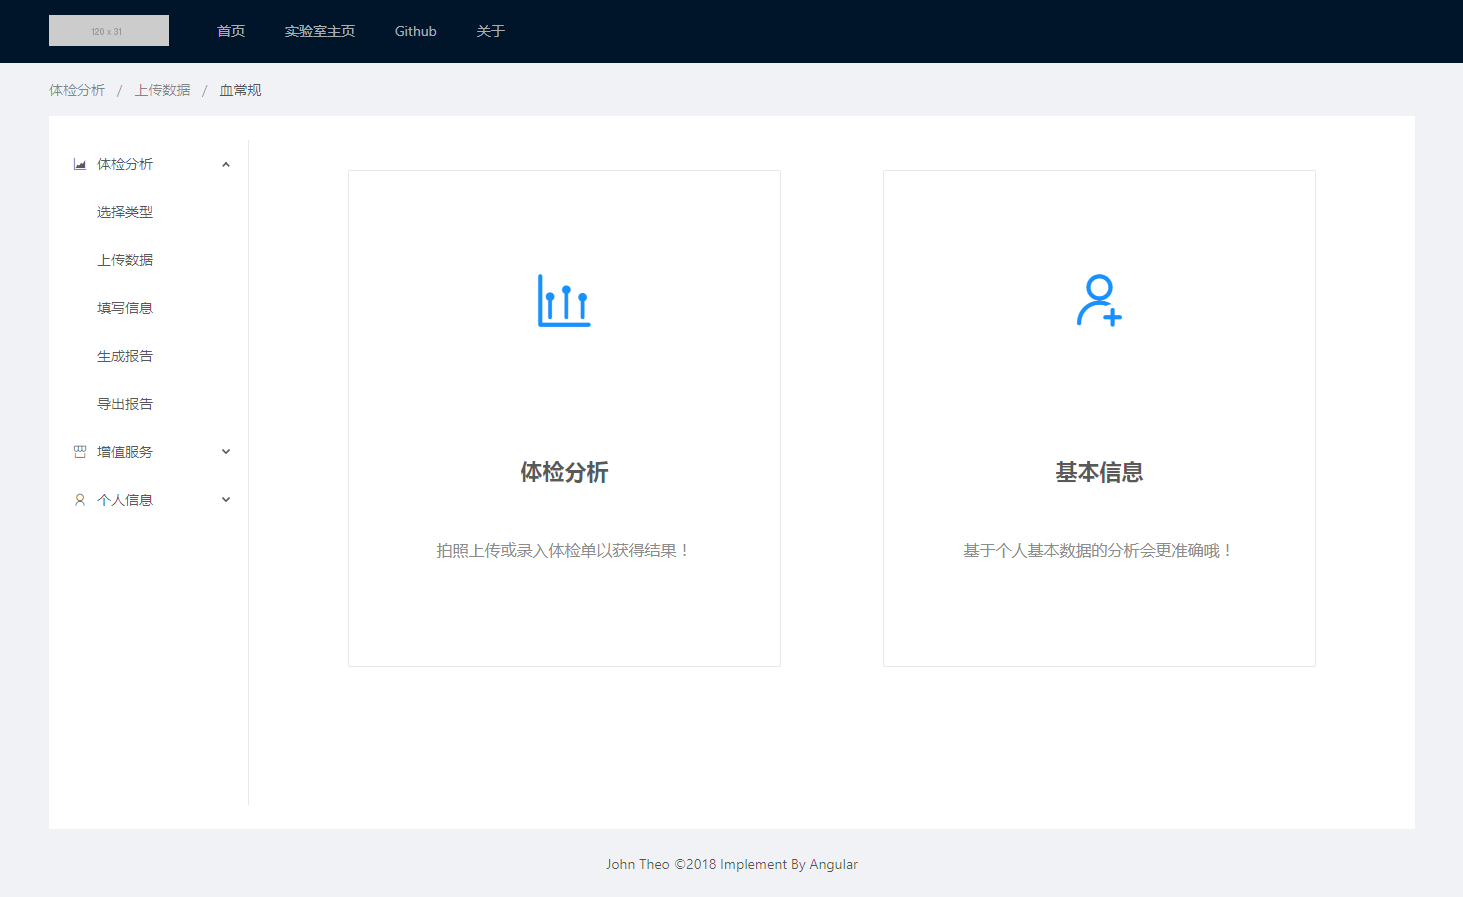 120 x 31 首页 实验室主页 Github 关于
体检分析 / 上传数据 / 血常规
体检分析
选择类型
上传数据
填写信息
生成报告
导出报告
增值服务
个人信息
体检分析
拍照上传或录入体检单以获得结果！
基本信息
基于个人基本数据的分析会更准确哦！
John Theo ©2018 Implement By Angular